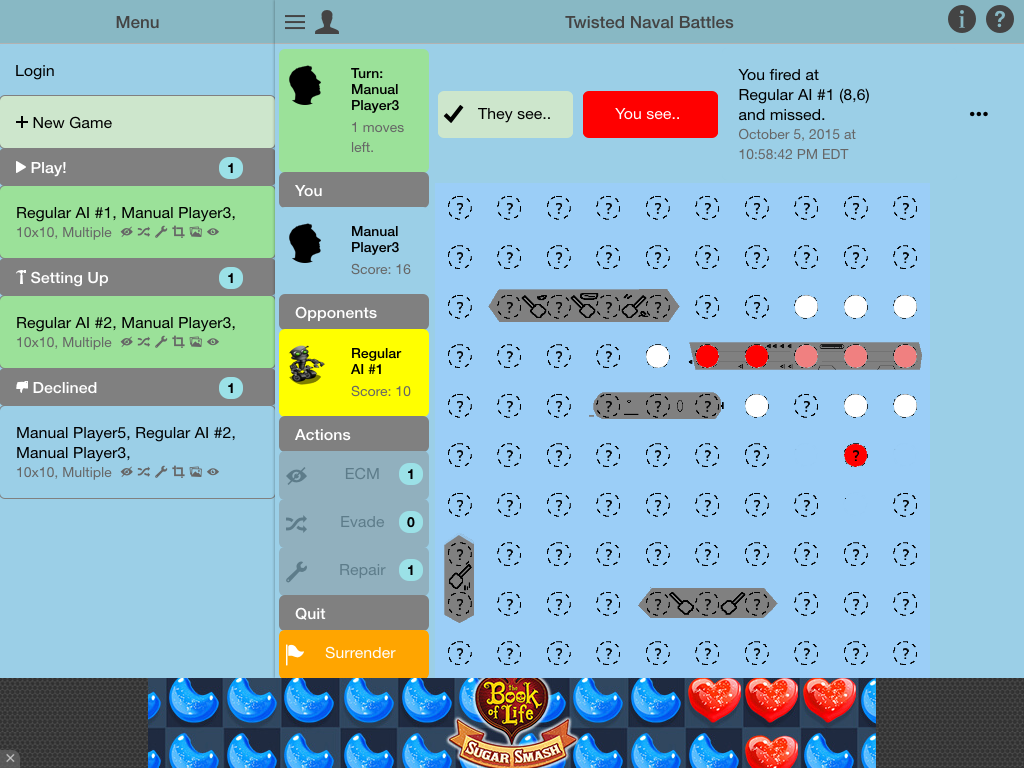 Menu
Twisted Naval Battles
Login
+ New Game
Play!
1
Regular AI #1, Manual Player3,
10x10, Multiple
Setting Up
1
Regular AI #2, Manual Player3,
10x10, Multiple
Declined
1
Manual Player5, Regular AI #2,
Manual Player3,
10x10, Multiple
Turn:
Manual
Player3
1 moves
left.
You
Manual
Player3
Score: 16
Opponents
Regular
AI #1
Score: 10
Actions
ECM
1
Evade
0
Repair
1
Quit
Surrender
They see..
You see..
You fired at
Regular AI #1 (8,6)
and missed.
October 5, 2015 at
10:58:42 PM EDT
•••
? ? ? ? ? ? ? ? ? ?
? ? ? ? ? ? ? ? ? ?
? ? ? ? ? ? ?
? ? ? ?
? ? ? ? ? ? ?
? ? ? ? ? ? ? ?
? ? ? ? ? ? ? ?
? ? ? ? ? ? ? ? ? ?
? ? ? ? ? ? ? ? ? ?
? ? ? ? ? ? ? ? ? ?
the
Book
of Life
SUGAR SMASH